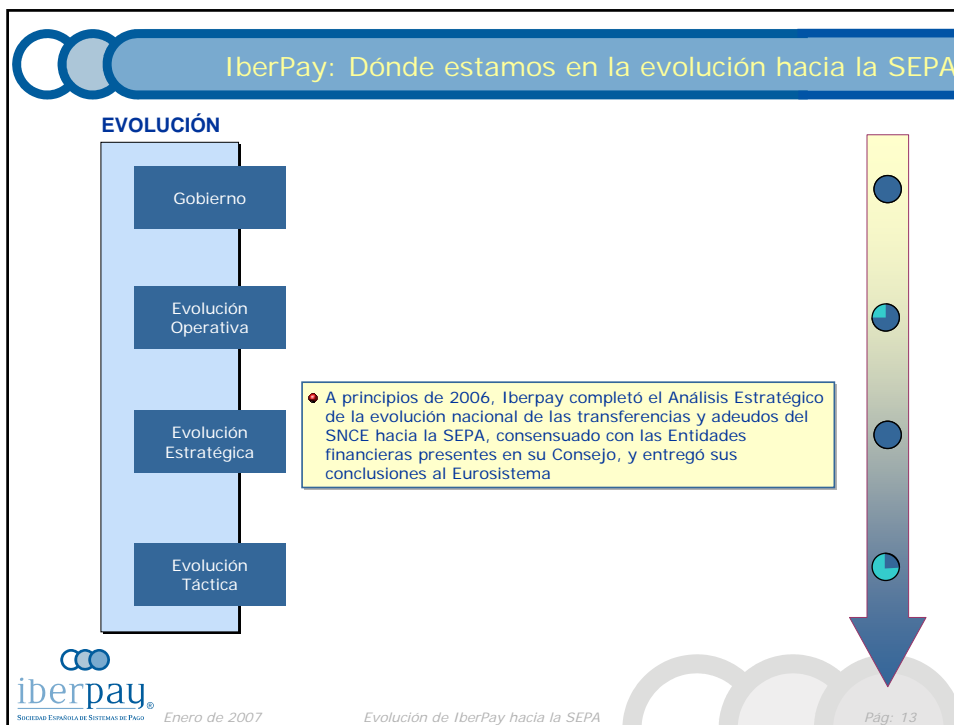 IberPay: Dónde estamos en la evolución hacia la SEPA
EVOLUCIÓN
Gobierno
Evolución
Operativa
Evolución
Estratégica
A principios de 2006, Iberpay completó el Análisis Estratégico
de la evolución nacional de las transferencias y adeudos del
SNCE hacia la SEPA, consensuado con las Entidades
financieras presentes en su Consejo, y entregó sus
conclusiones al Eurosistema
Evolución
Táctica
iberpay®
SOCIEDAD ESPAÑOLA DE SISTEMAS DE PAGO
Enero de 2007
Evolución de IberPay hacia la SEPA
Pág: 13